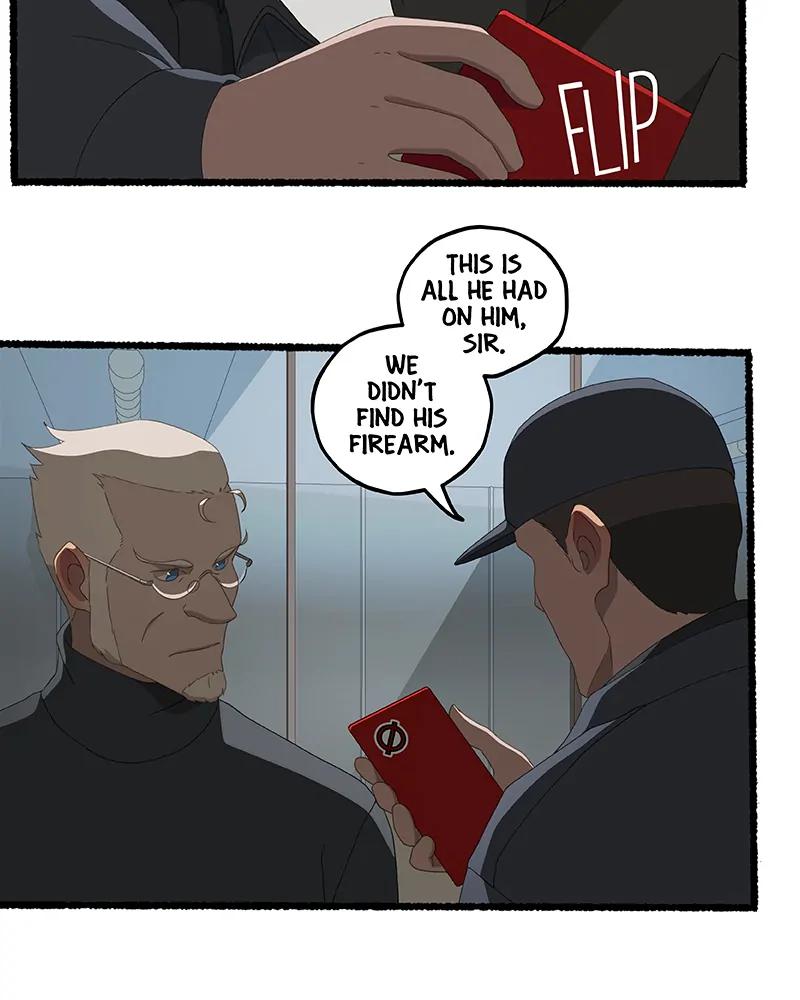 FLIP
THIS IS
ALL HE HAD
ON HIM,
SIR.
WE
DIDN'T
FIND HIS
FIREARM.